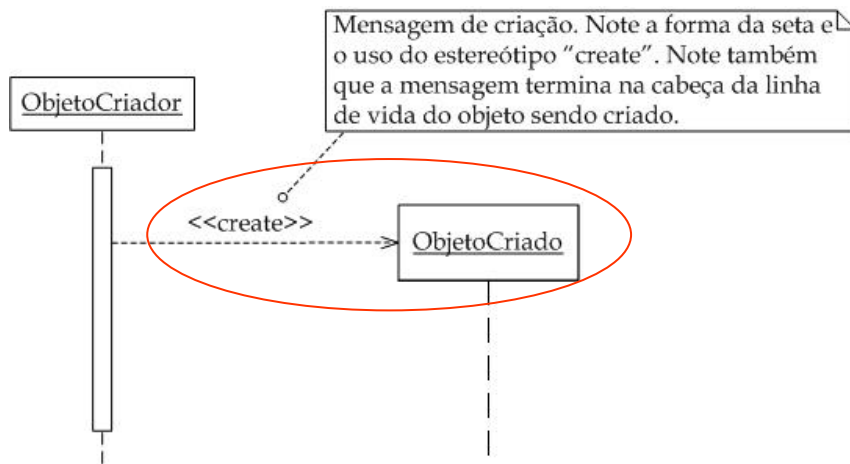 Mensagem de criação. Note a forma da seta e
o uso do estereótipo “create”. Note também
que a mensagem termina na cabeça da linha
de vida do objeto sendo criado.
ObjetoCriador
<<create>>
ObjetoCriado